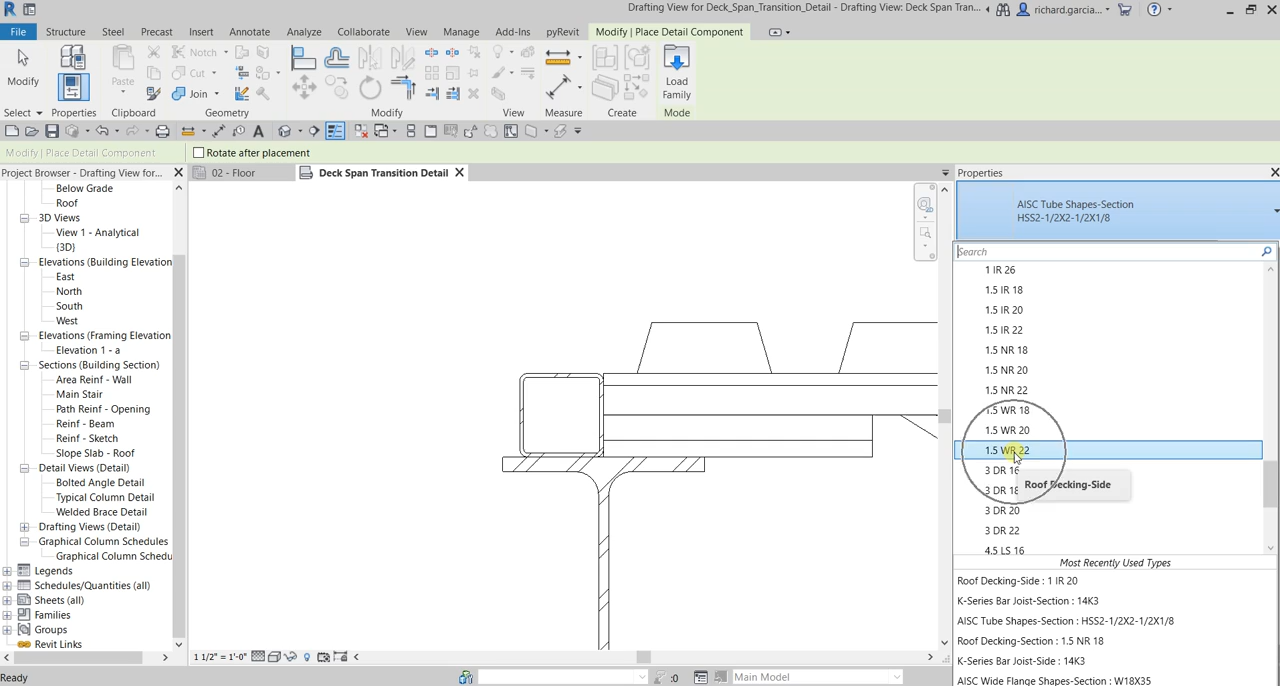 Drafting View for Deck_Span_Transition_Detail - Drafting View: Deck Span Tran...
richard.garcia...
File Structure Steel Precast Insert Annotate Analyze Collaborate View Manage Add-Ins pyRevit Modify | Place Detail Component
Modify
Paste
Notch
Cut
Join
Load
Family
Select Properties Clipboard Geometry Modify View Measure Create Mode
Modify | Place Detail Component
Rotate after placement
Project Browser - Drafting View for...
02 - Floor
Deck Span Transition Detail
Properties
Below Grade
Roof
3D Views
View 1 - Analytical
{3D}
Elevations (Building Elevation
East
North
South
West
Elevations (Framing Elevation
Elevation 1 - a
Sections (Building Section)
Area Reinf - Wall
Main Stair
Path Reinf - Opening
Reinf - Beam
Reinf - Sketch
Slope Slab - Roof
Detail Views (Detail)
Bolted Angle Detail
Typical Column Detail
Welded Brace Detail
Drafting Views (Detail)
Graphical Column Schedules
Graphical Column Schedu
Legends
Schedules/Quantities (all)
Sheets (all)
Families
Groups
Revit Links
AISC Tube Shapes-Section
HSS2-1/2X2-1/2X1/8
Search
1 IR 26
1.5 IR 18
1.5 IR 20
1.5 IR 22
1.5 NR 18
1.5 NR 20
1.5 NR 22
1.5 WR 18
1.5 WR 20
1.5 WR 22
3 DR 16
3 DR 18
Roof Decking-Side
3 DR 20
3 DR 22
4.5 LS 16
Most Recently Used Types
Roof Decking-Side : 1 IR 20
K-Series Bar Joist-Section : 14K3
AISC Tube Shapes-Section : HSS2-1/2X2-1/2X1/8
Roof Decking-Section : 1.5 NR 18
K-Series Bar Joist-Side : 14K3
AISC Wide Flange Shapes-Section : W18X35
1 1/2" = 1'-0"
Ready
:0
Main Model